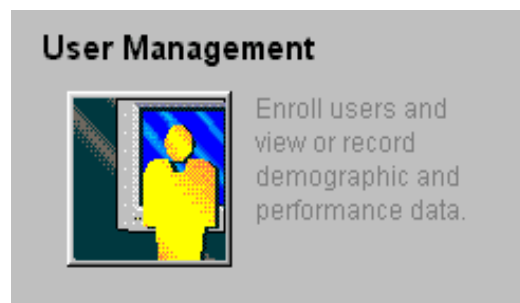 User Management
Enroll users and
view or record
demographic and
performance data.